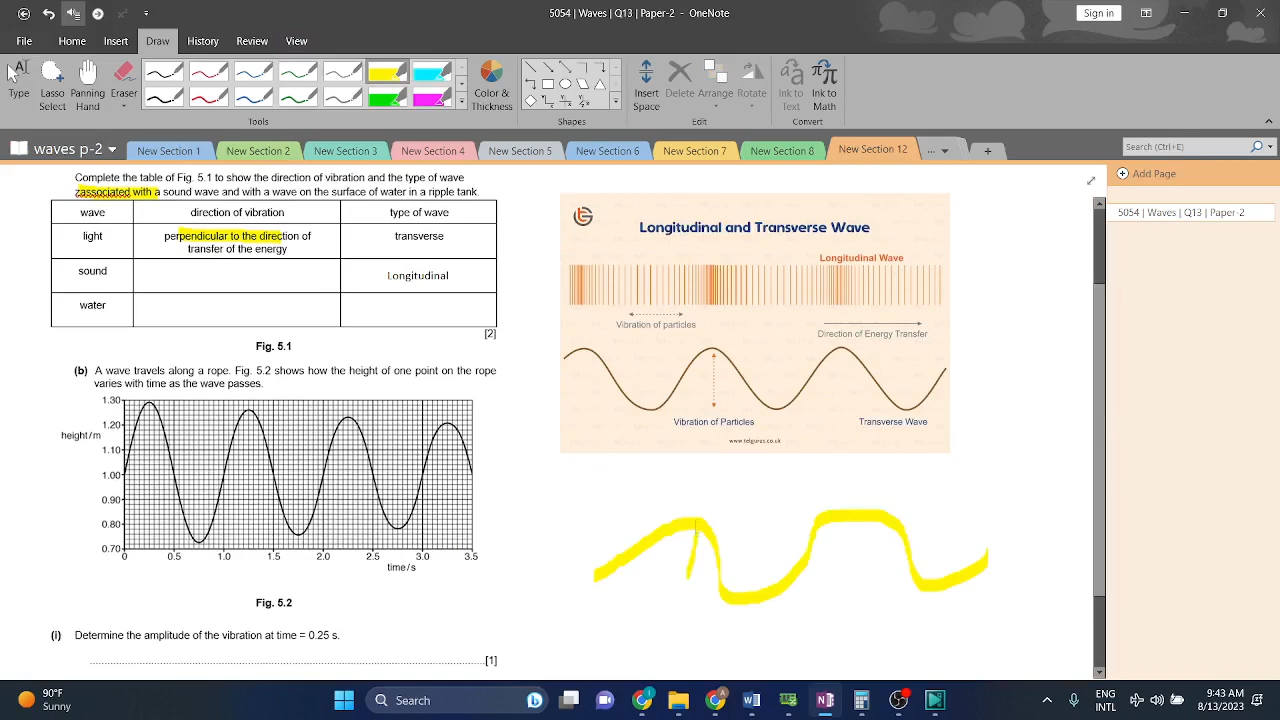 5054 | Waves | Q13 | Paper-2 - OneNote
Sign in
File Home Insert Draw History Review View
Type Lasso Select Panning Hand Eraser Color & Thickness Insert Space Delete Arrange Rotate Ink to Text Ink to Math
Tools Shapes Edit Convert
waves p-2 New Section 1 New Section 2 New Section 3 New Section 4 New Section 5 New Section 6 New Section 7 New Section 8 New Section 12 ... Search (Ctrl+E)
Add Page
5054 | Waves | Q13 | Paper-2
Complete the table of Fig. 5.1 to show the direction of vibration and the type of wave
zassociated with a sound wave and with a wave on the surface of water in a ripple tank.
wave direction of vibration type of wave
light perpendicular to the direction of transverse
transfer of the energy
sound Longitudinal
water
[2]
Fig. 5.1
(b) A wave travels along a rope. Fig. 5.2 shows how the height of one point on the rope
varies with time as the wave passes.
1.30
1.20
height/m
1.10
1.00
0.90
0.80
0.70
0 0.5 1.0 1.5 2.0 2.5 3.0 3.5
time/s
Fig. 5.2
(i) Determine the amplitude of the vibration at time = 0.25 s.
[1]
Longitudinal and Transverse Wave
Longitudinal Wave
Vibration of particles
Direction of Energy Transfer
Vibration of Particles
Transverse Wave
www.telgurus.co.uk
90°F
Sunny
Search
ENG
INTL
9:43 AM
8/13/2023